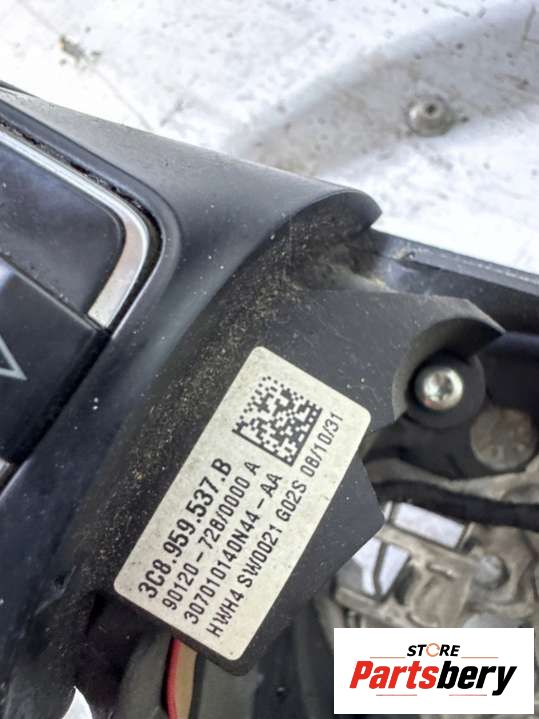 3C8.959.537.B
90120-728/0000 A
307010140N44-AA
HWH4 SW0021 G02S 08/10/31
STORE
Partsbery